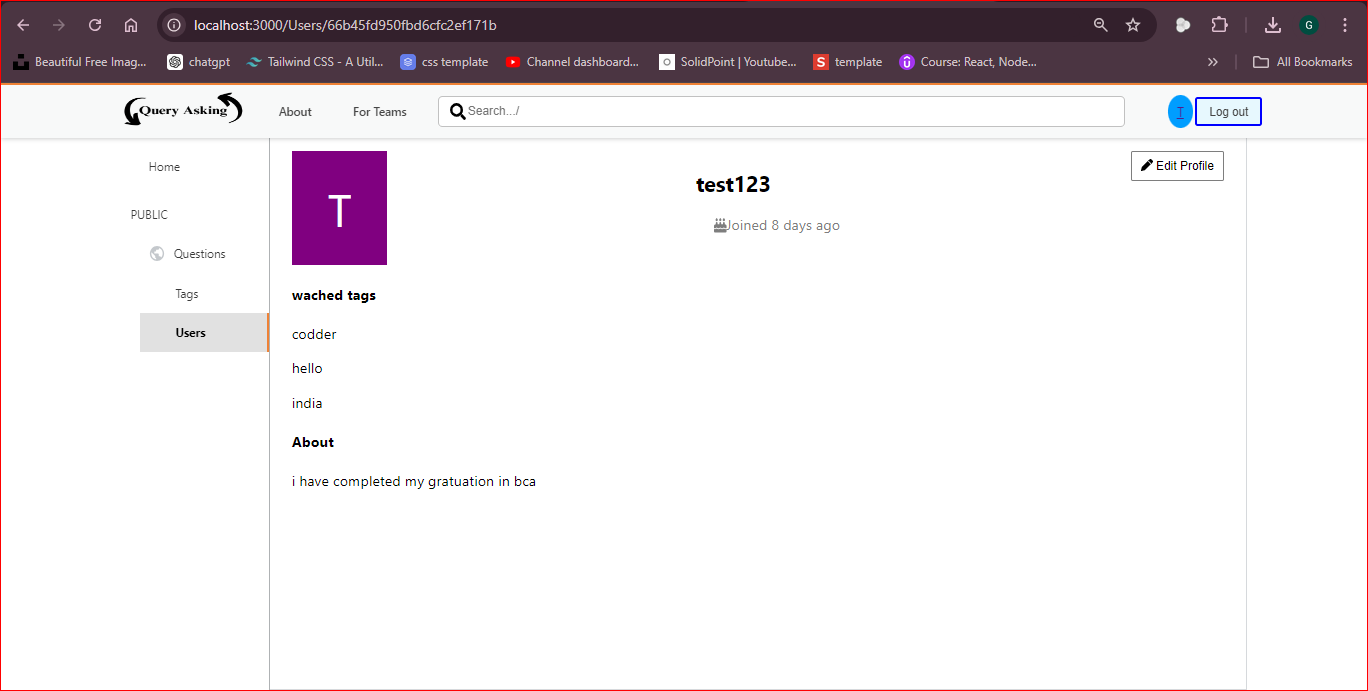 localhost:3000/Users/66b45fd950fbd6cfc2ef171b
G
Beautiful Free Imag... chatgpt Tailwind CSS - A Util... css template Channel dashboard... SolidPoint | Youtube... S template Course: React, Node... » All Bookmarks
Query Asking About For Teams Search.../ T Log out
Home
PUBLIC
Questions
Tags
Users
T
test123
Joined 8 days ago
Edit Profile
wached tags
codder
hello
india
About
i have completed my gratuation in bca